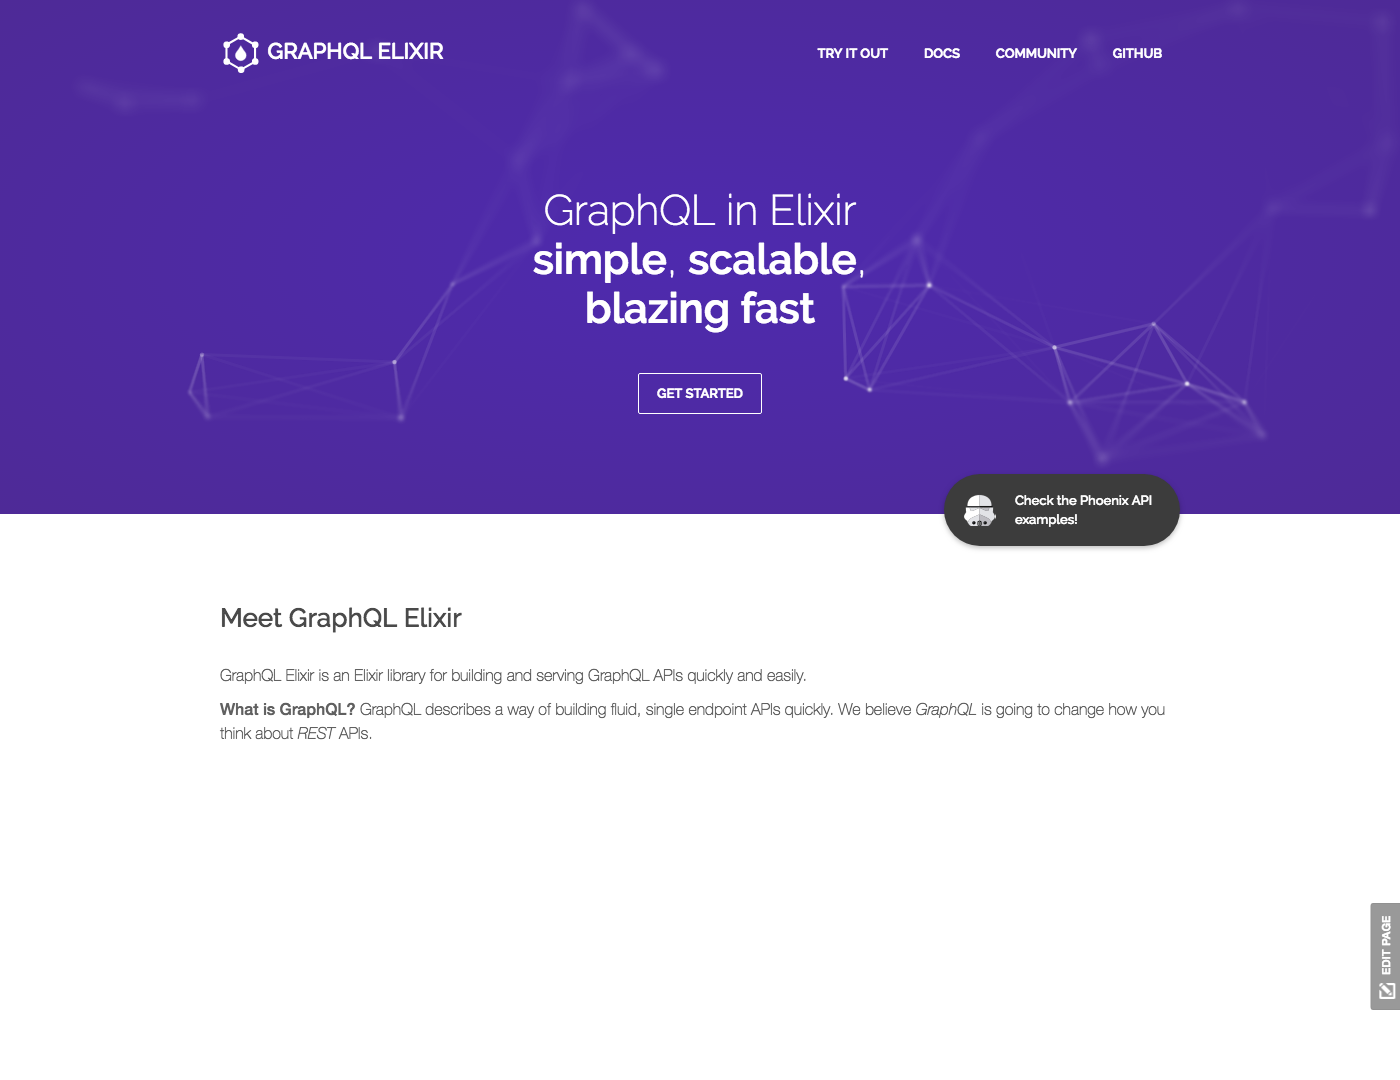 GRAPHQL ELIXIR
TRY IT OUT DOCS COMMUNITY GITHUB
GraphQL in Elixir
simple, scalable,
blazing fast
GET STARTED
Check the Phoenix API
examples!
Meet GraphQL Elixir
GraphQL Elixir is an Elixir library for building and serving GraphQL APIs quickly and easily.
What is GraphQL? GraphQL describes a way of building fluid, single endpoint APIs quickly. We believe GraphQL is going to change how you
think about REST APIs.
EDIT PAGE